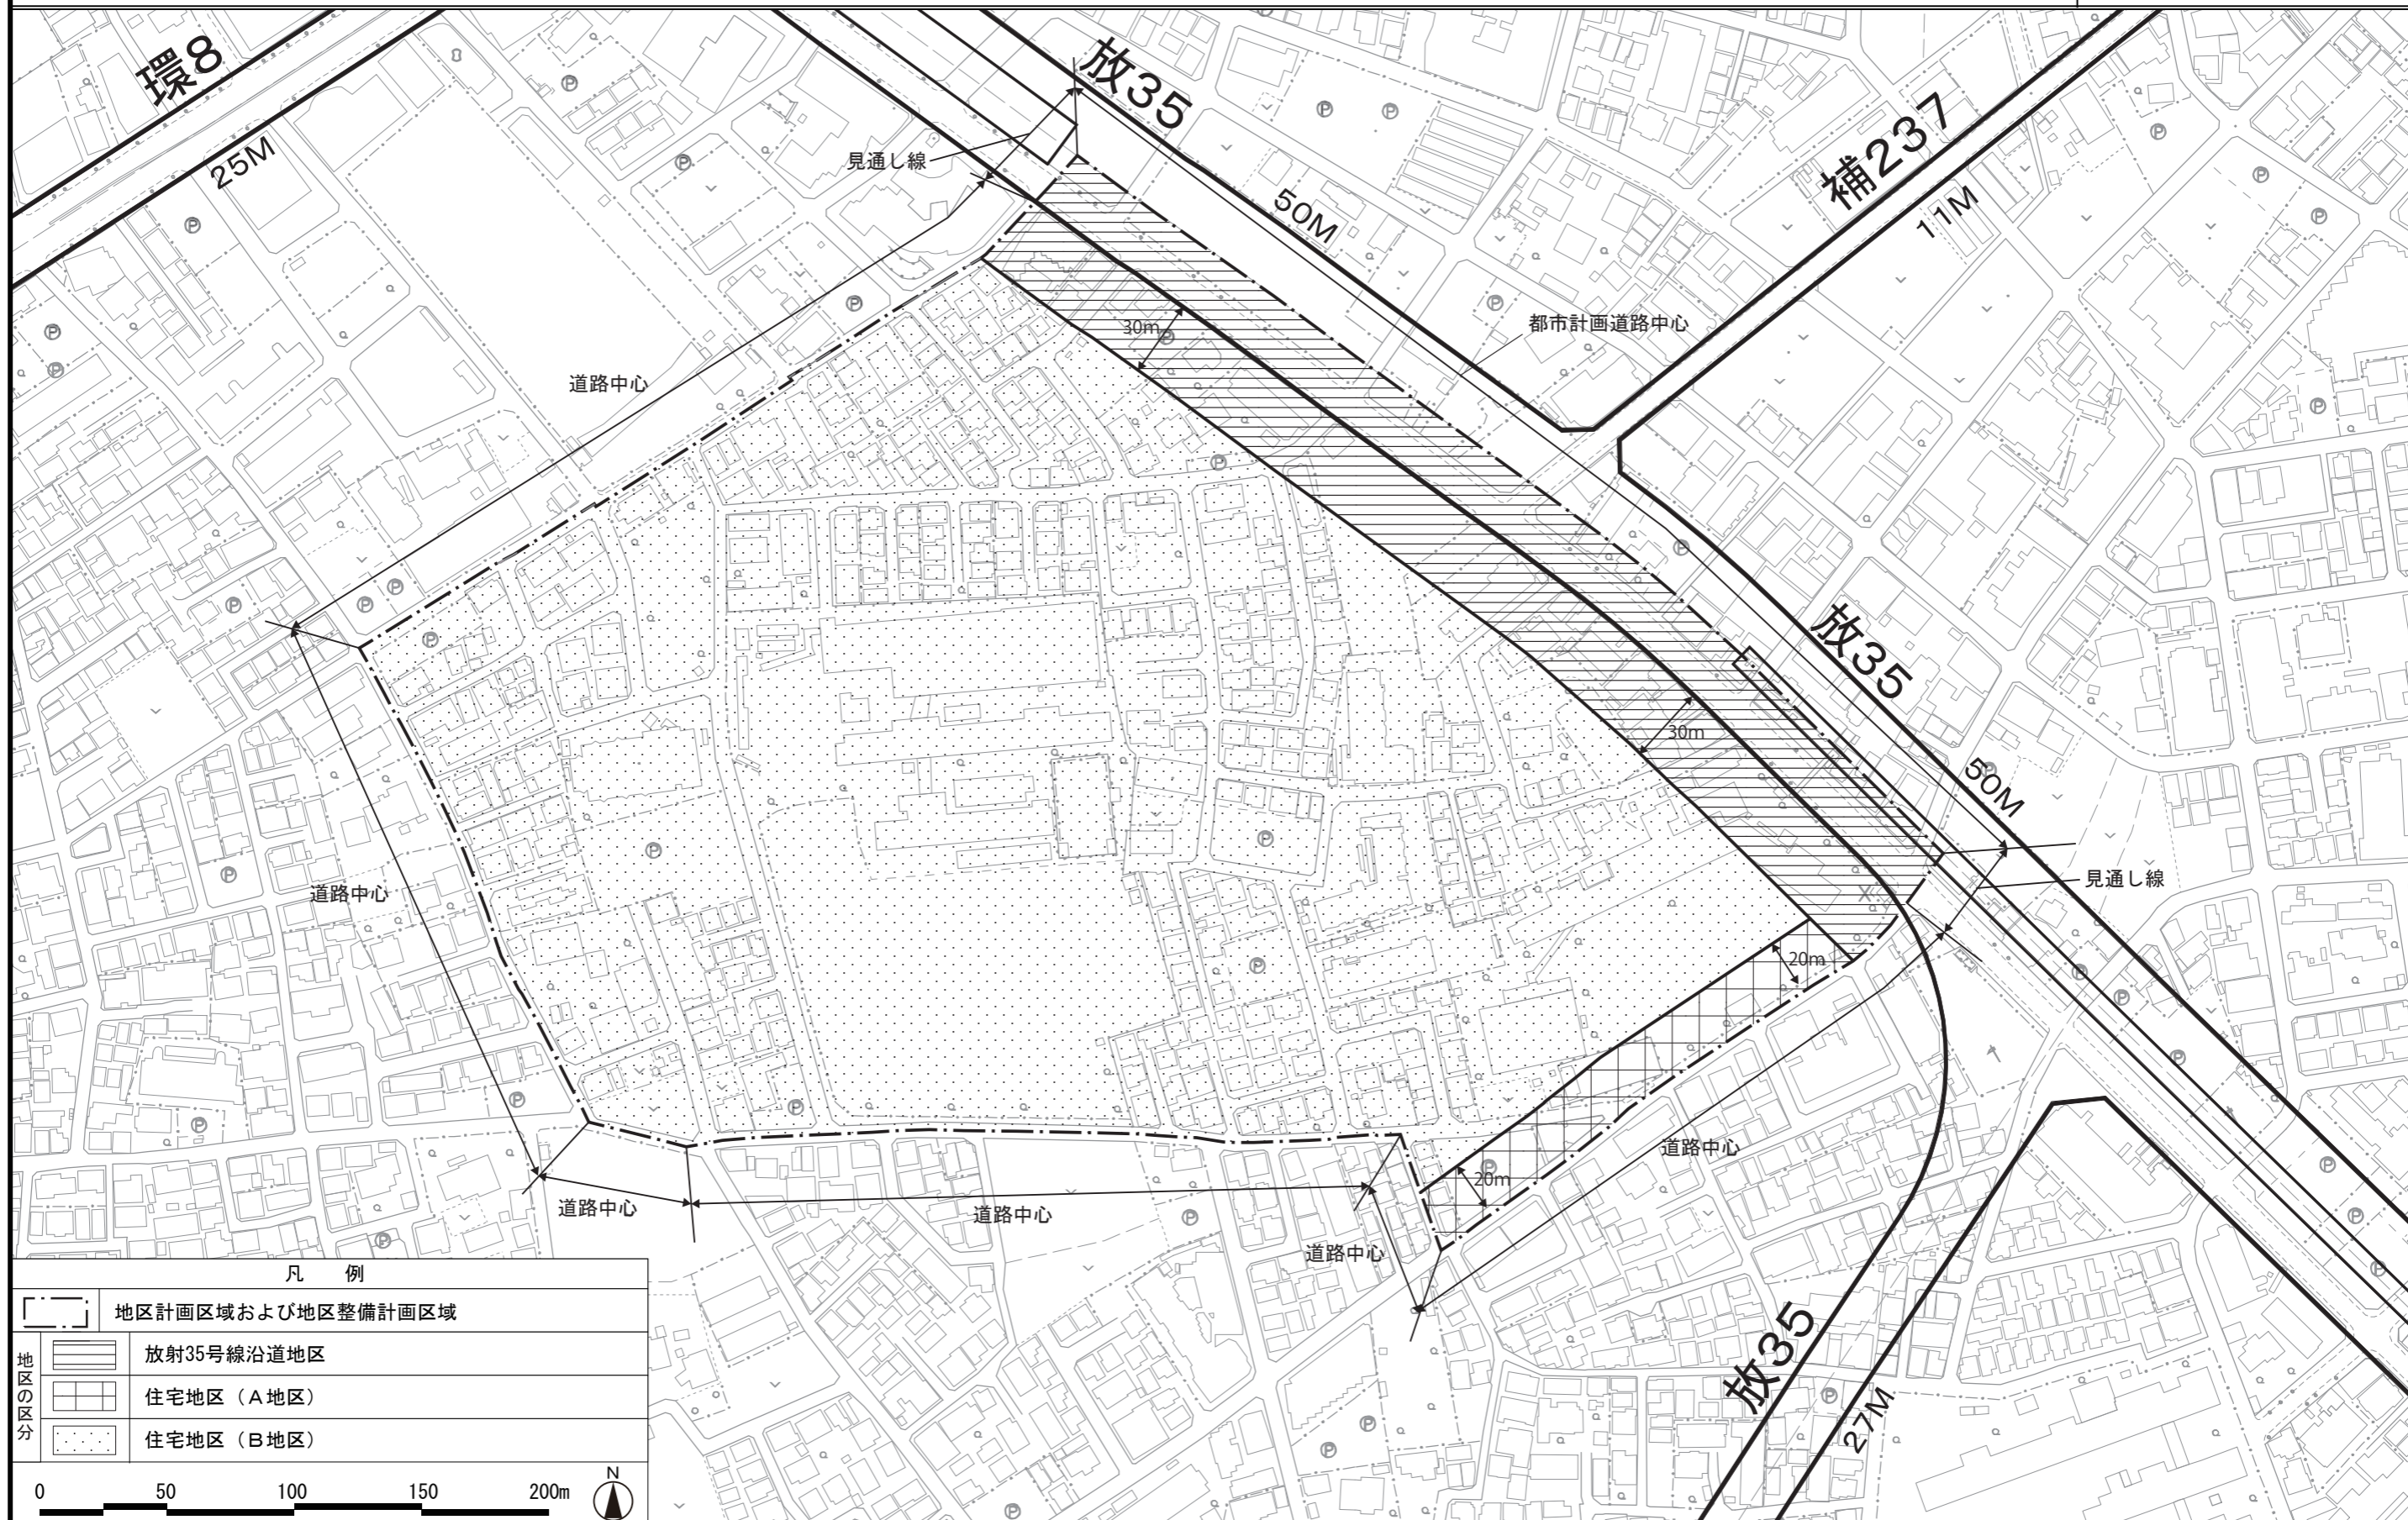 環8
25M
放35
見通し線
50M
補237
11M
都市計画道路中心
30m
道路中心
放35
30m
50M
見通し線
道路中心
20m
道路中心
20m
道路中心
道路中心
道路中心
放35
27M
凡 例
地区計画区域および地区整備計画区域
地区の区分
放射35号線沿道地区
住宅地区（A地区）
住宅地区（B地区）
0 50 100 150 200m
N